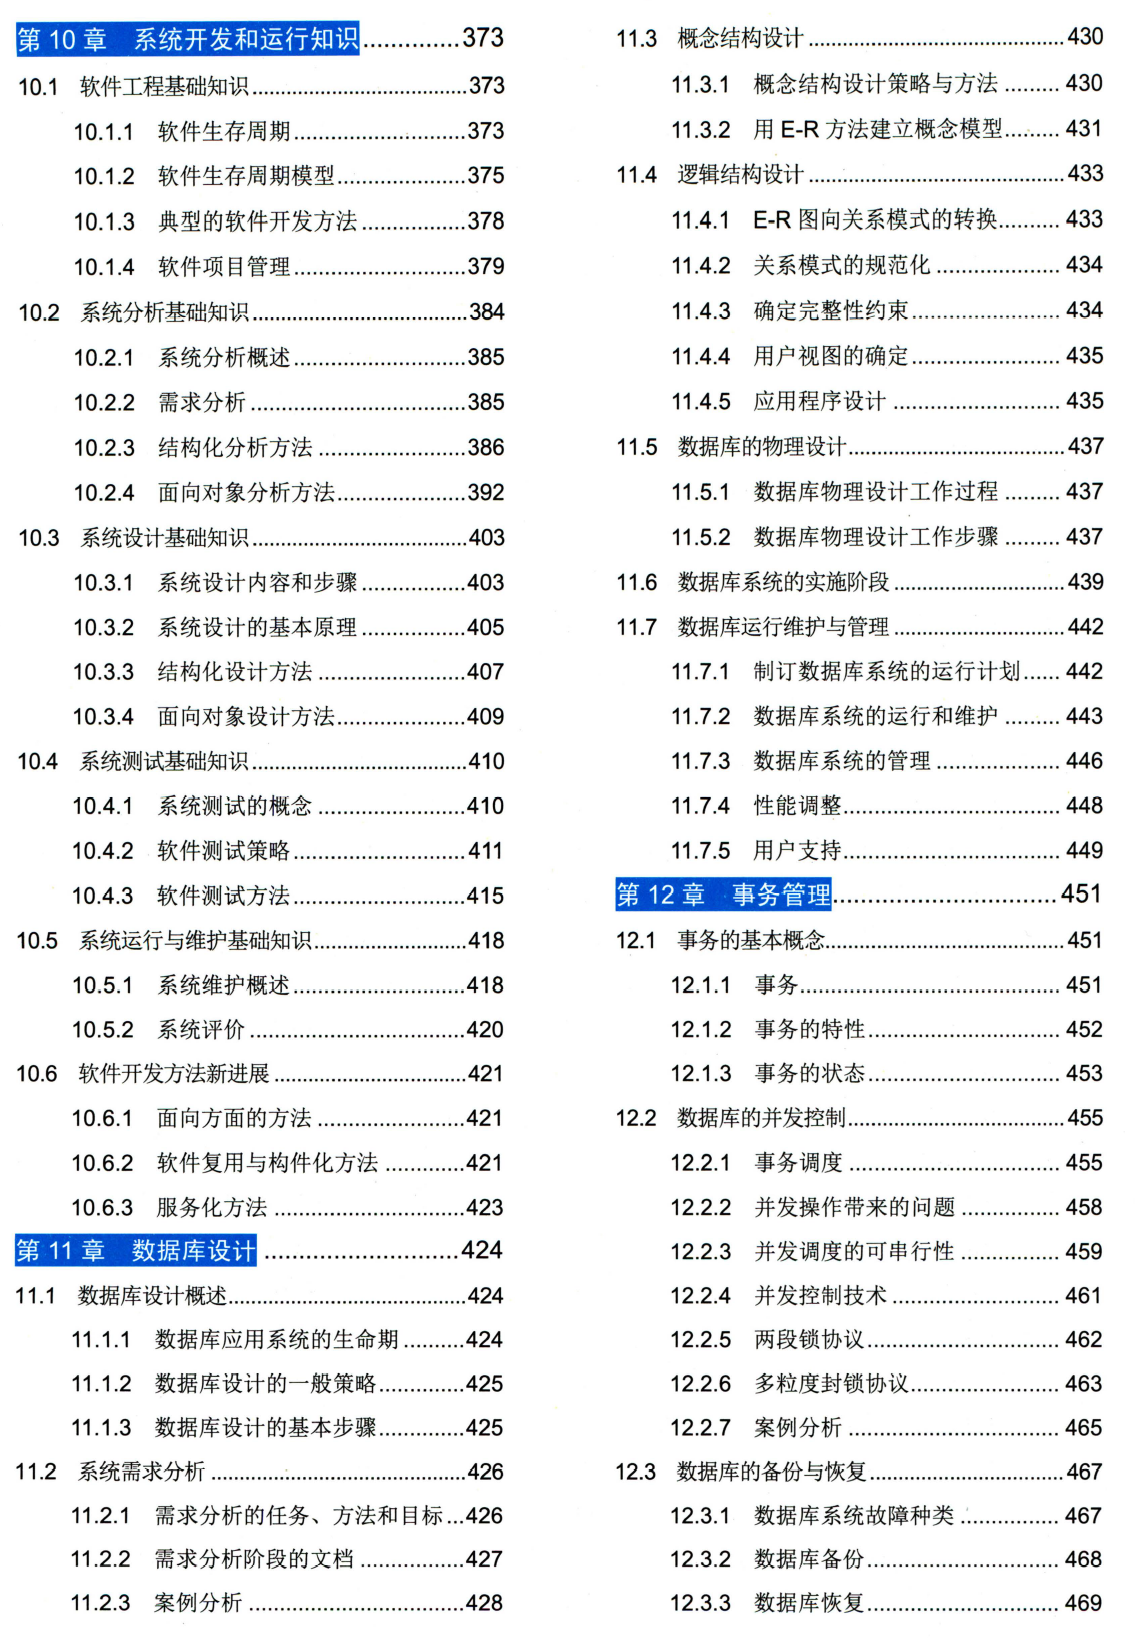 第 10 章 系统开发和运行知识..............373
10.1 软件工程基础知识......................................373
10.1.1 软件生存周期..........................373
10.1.2 软件生存周期模型...................375
10.1.3 典型的软件开发方法................378
10.1.4 软件项目管理..........................379
10.2 系统分析基础知识......................................384
10.2.1 系统分析概述..........................385
10.2.2 需求分析.................................385
10.2.3 结构化分析方法......................386
10.2.4 面向对象分析方法...................392
10.3 系统设计基础知识......................................403
10.3.1 系统设计内容和步骤................403
10.3.2 系统设计的基本原理................405
10.3.3 结构化设计方法......................407
10.3.4 面向对象设计方法...................409
10.4 系统测试基础知识......................................410
10.4.1 系统测试的概念......................410
10.4.2 软件测试策略..........................411
10.4.3 软件测试方法..........................415
10.5 系统运行与维护基础知识...........................418
10.5.1 系统维护概述..........................418
10.5.2 系统评价.................................420
10.6 软件开发方法新进展..................................421
10.6.1 面向方面的方法......................421
10.6.2 软件复用与构件化方法............421
10.6.3 服务化方法.............................423
第 11 章 数据库设计............................424
11.1 数据库设计概述..........................................424
11.1.1 数据库应用系统的生命期.........424
11.1.2 数据库设计的一般策略.............425
11.1.3 数据库设计的基本步骤.............425
11.2 系统需求分析.............................................426
11.2.1 需求分析的任务、方法和目标...426
11.2.2 需求分析阶段的文档................427
11.2.3 案例分析.................................428
11.3 概念结构设计.............................................430
11.3.1 概念结构设计策略与方法.........430
11.3.2 用 E-R 方法建立概念模型.........431
11.4 逻辑结构设计.............................................433
11.4.1 E-R 图向关系模式的转换..........433
11.4.2 关系模式的规范化...................434
11.4.3 确定完整性约束......................434
11.4.4 用户视图的确定......................435
11.4.5 应用程序设计..........................435
11.5 数据库的物理设计......................................437
11.5.1 数据库物理设计工作过程.........437
11.5.2 数据库物理设计工作步骤.........437
11.6 数据库系统的实施阶段..............................439
11.7 数据库运行维护与管理..............................442
11.7.1 制订数据库系统的运行计划......442
11.7.2 数据库系统的运行和维护.........443
11.7.3 数据库系统的管理...................446
11.7.4 性能调整.................................448
11.7.5 用户支持.................................449
第 12 章 事务管理................................451
12.1 事务的基本概念..........................................451
12.1.1 事务........................................451
12.1.2 事务的特性.............................452
12.1.3 事务的状态.............................453
12.2 数据库的并发控制......................................455
12.2.1 事务调度.................................455
12.2.2 并发操作带来的问题................458
12.2.3 并发调度的可串行性................459
12.2.4 并发控制技术..........................461
12.2.5 两段锁协议.............................462
12.2.6 多粒度封锁协议......................463
12.2.7 案例分析.................................465
12.3 数据库的备份与恢复..................................467
12.3.1 数据库系统故障种类................467
12.3.2 数据库备份.............................468
12.3.3 数据库恢复.............................469